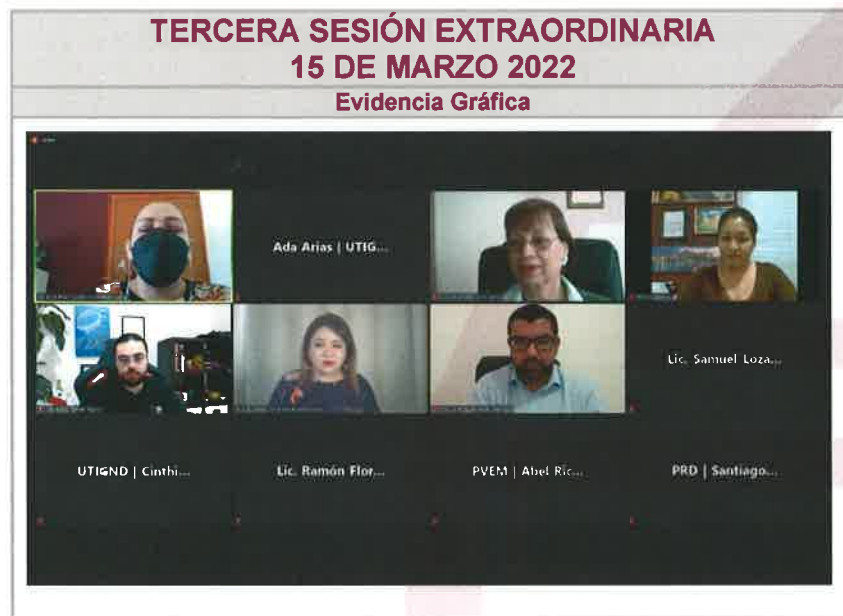 TERCERA SESIÓN EXTRAORDINARIA
15 DE MARZO 2022
Evidencia Gráfica
Ada Arias | UTIG...
Lic. Samuel Loza...
UTIGND | Cinthi...
Lic. Ramón Flor...
PVEM | Abel Ric...
PRD | Santiago...